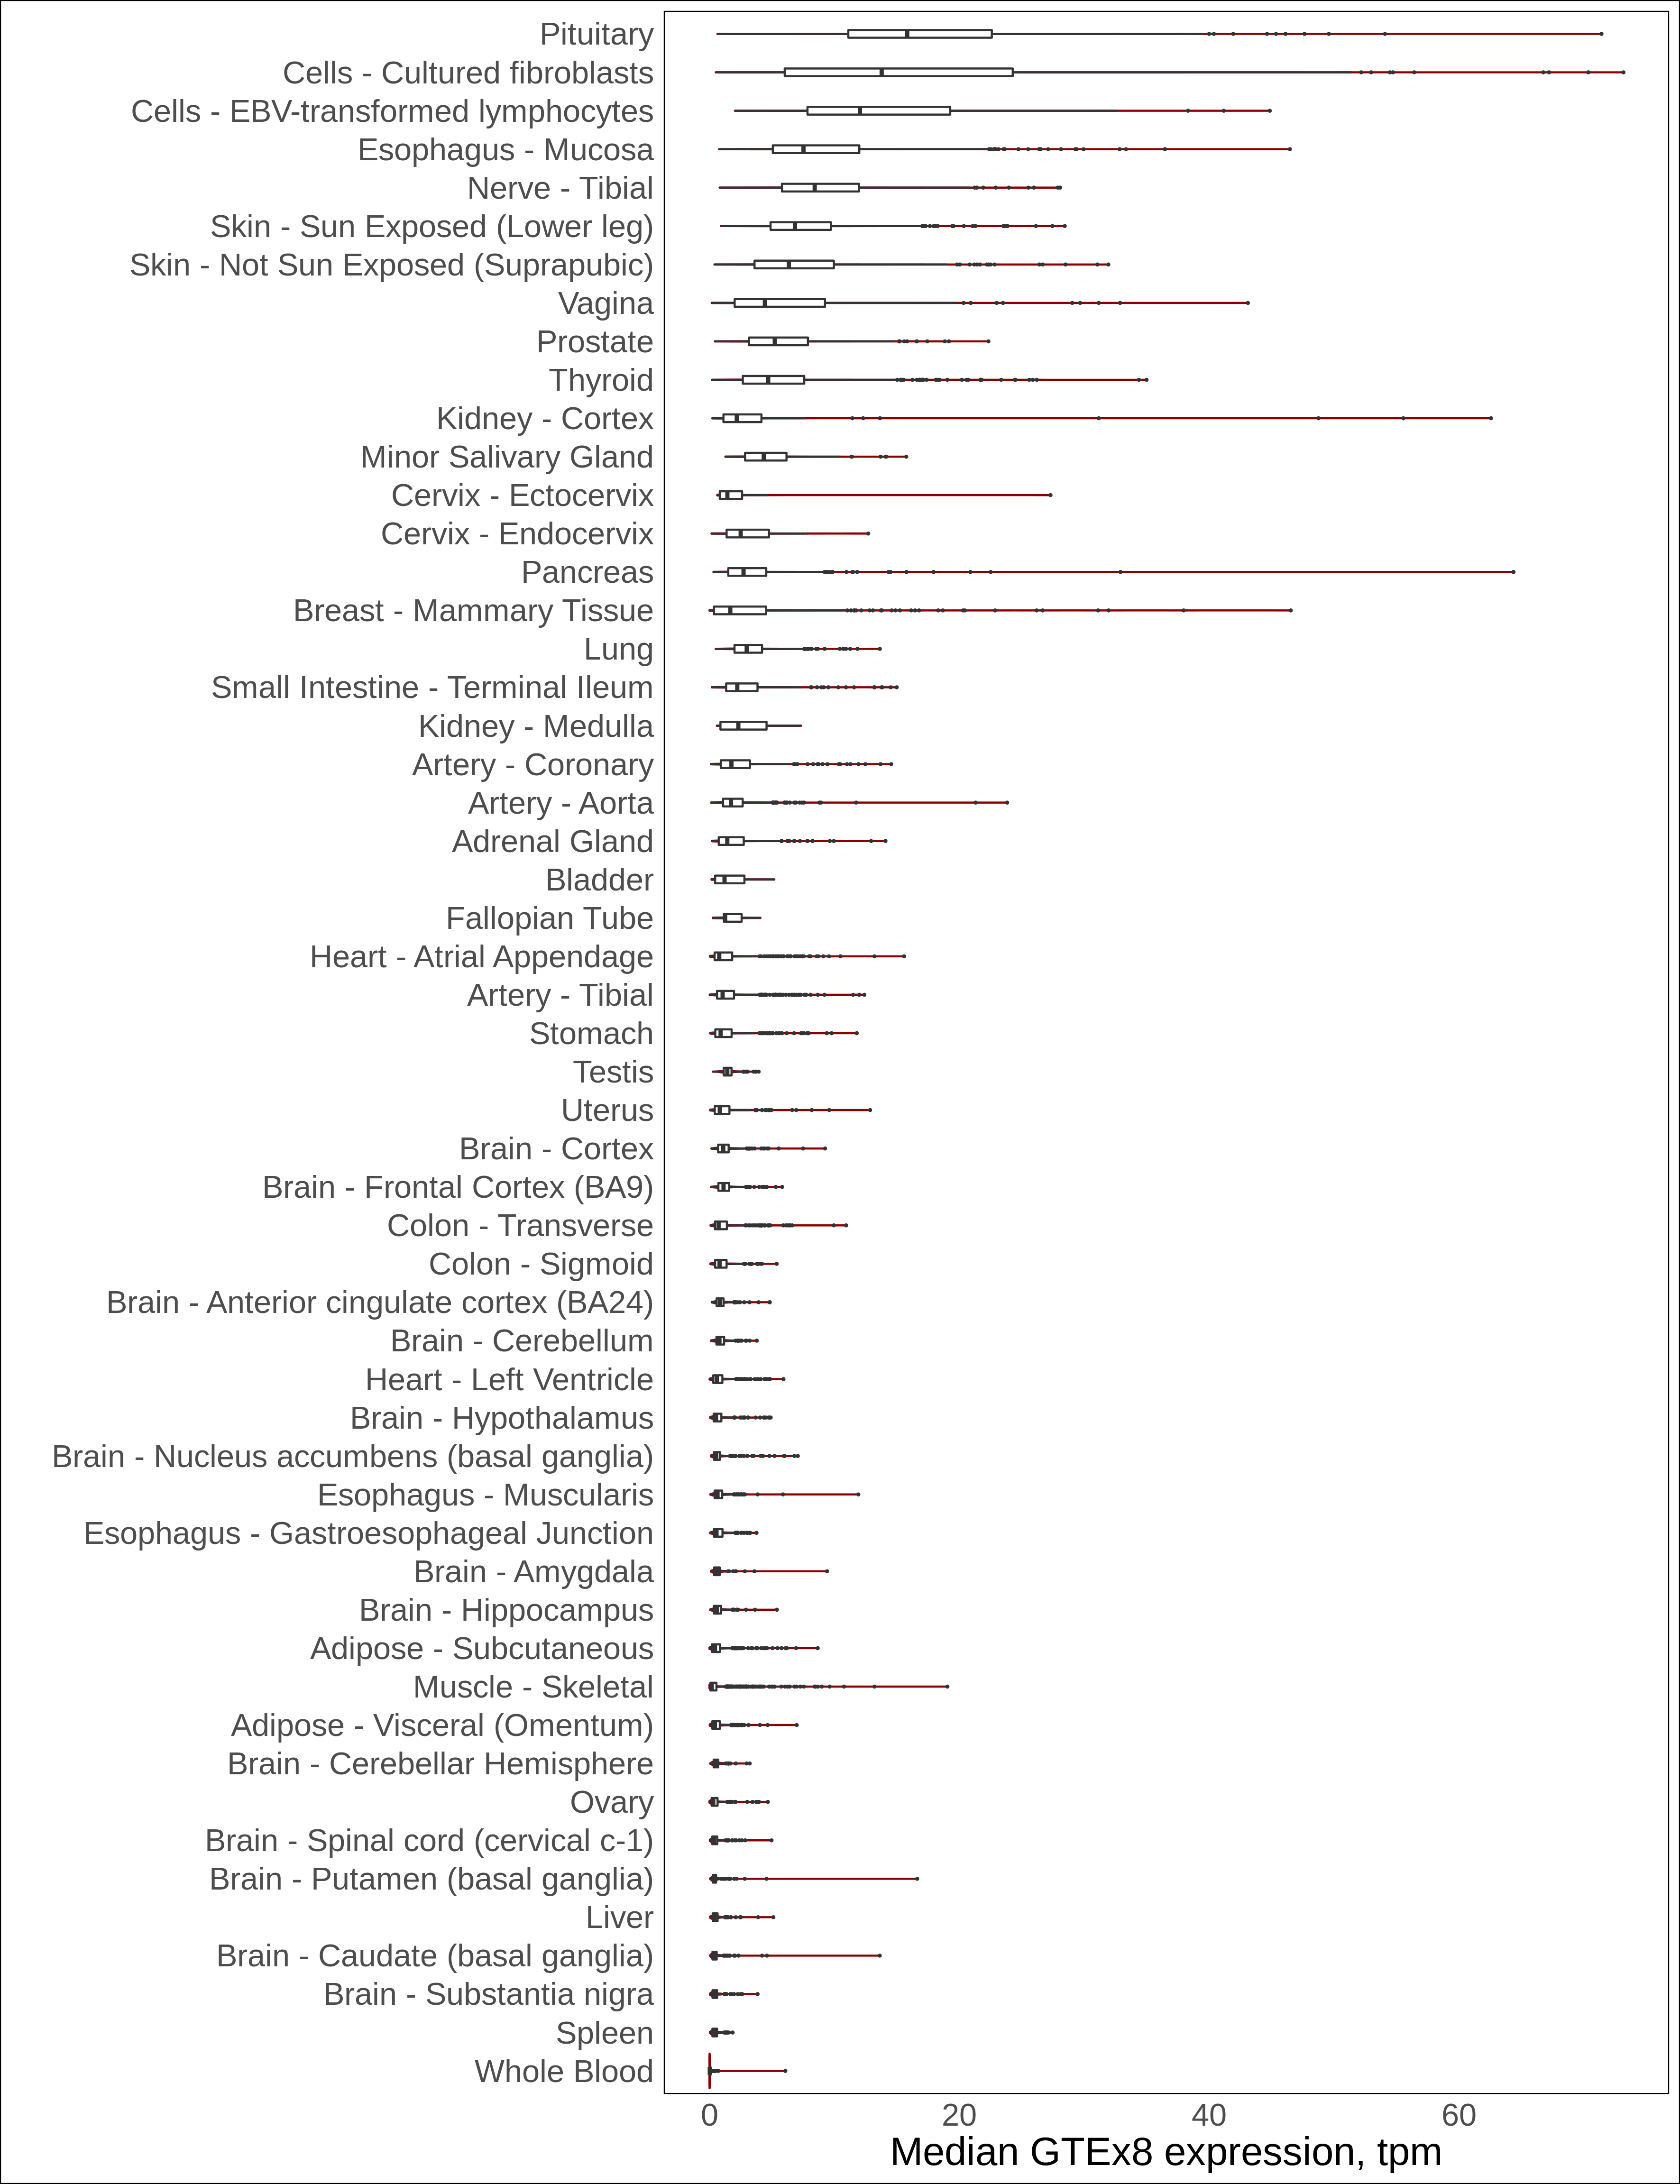 Pituitary
Cells - Cultured fibroblasts
Cells - EBV-transformed lymphocytes
Esophagus - Mucosa
Nerve - Tibial
Skin - Sun Exposed (Lower leg)
Skin - Not Sun Exposed (Suprapubic)
Vagina
Prostate
Thyroid
Kidney - Cortex
Minor Salivary Gland
Cervix - Ectocervix
Cervix - Endocervix
Pancreas
Breast - Mammary Tissue
Lung
Small Intestine - Terminal Ileum
Kidney - Medulla
Artery - Coronary
Artery - Aorta
Adrenal Gland
Bladder
Fallopian Tube
Heart - Atrial Appendage
Artery - Tibial
Stomach
Testis
Uterus
Brain - Cortex
Brain - Frontal Cortex (BA9)
Colon - Transverse
Colon - Sigmoid
Brain - Anterior cingulate cortex (BA24)
Brain - Cerebellum
Heart - Left Ventricle
Brain - Hypothalamus
Brain - Nucleus accumbens (basal ganglia)
Esophagus - Muscularis
Esophagus - Gastroesophageal Junction
Brain - Amygdala
Brain - Hippocampus
Adipose - Subcutaneous
Muscle - Skeletal
Adipose - Visceral (Omentum)
Brain - Cerebellar Hemisphere
Ovary
Brain - Spinal cord (cervical c-1)
Brain - Putamen (basal ganglia)
Liver
Brain - Caudate (basal ganglia)
Brain - Substantia nigra
Spleen
Whole Blood
0 20 40 60
Median GTEx8 expression, tpm